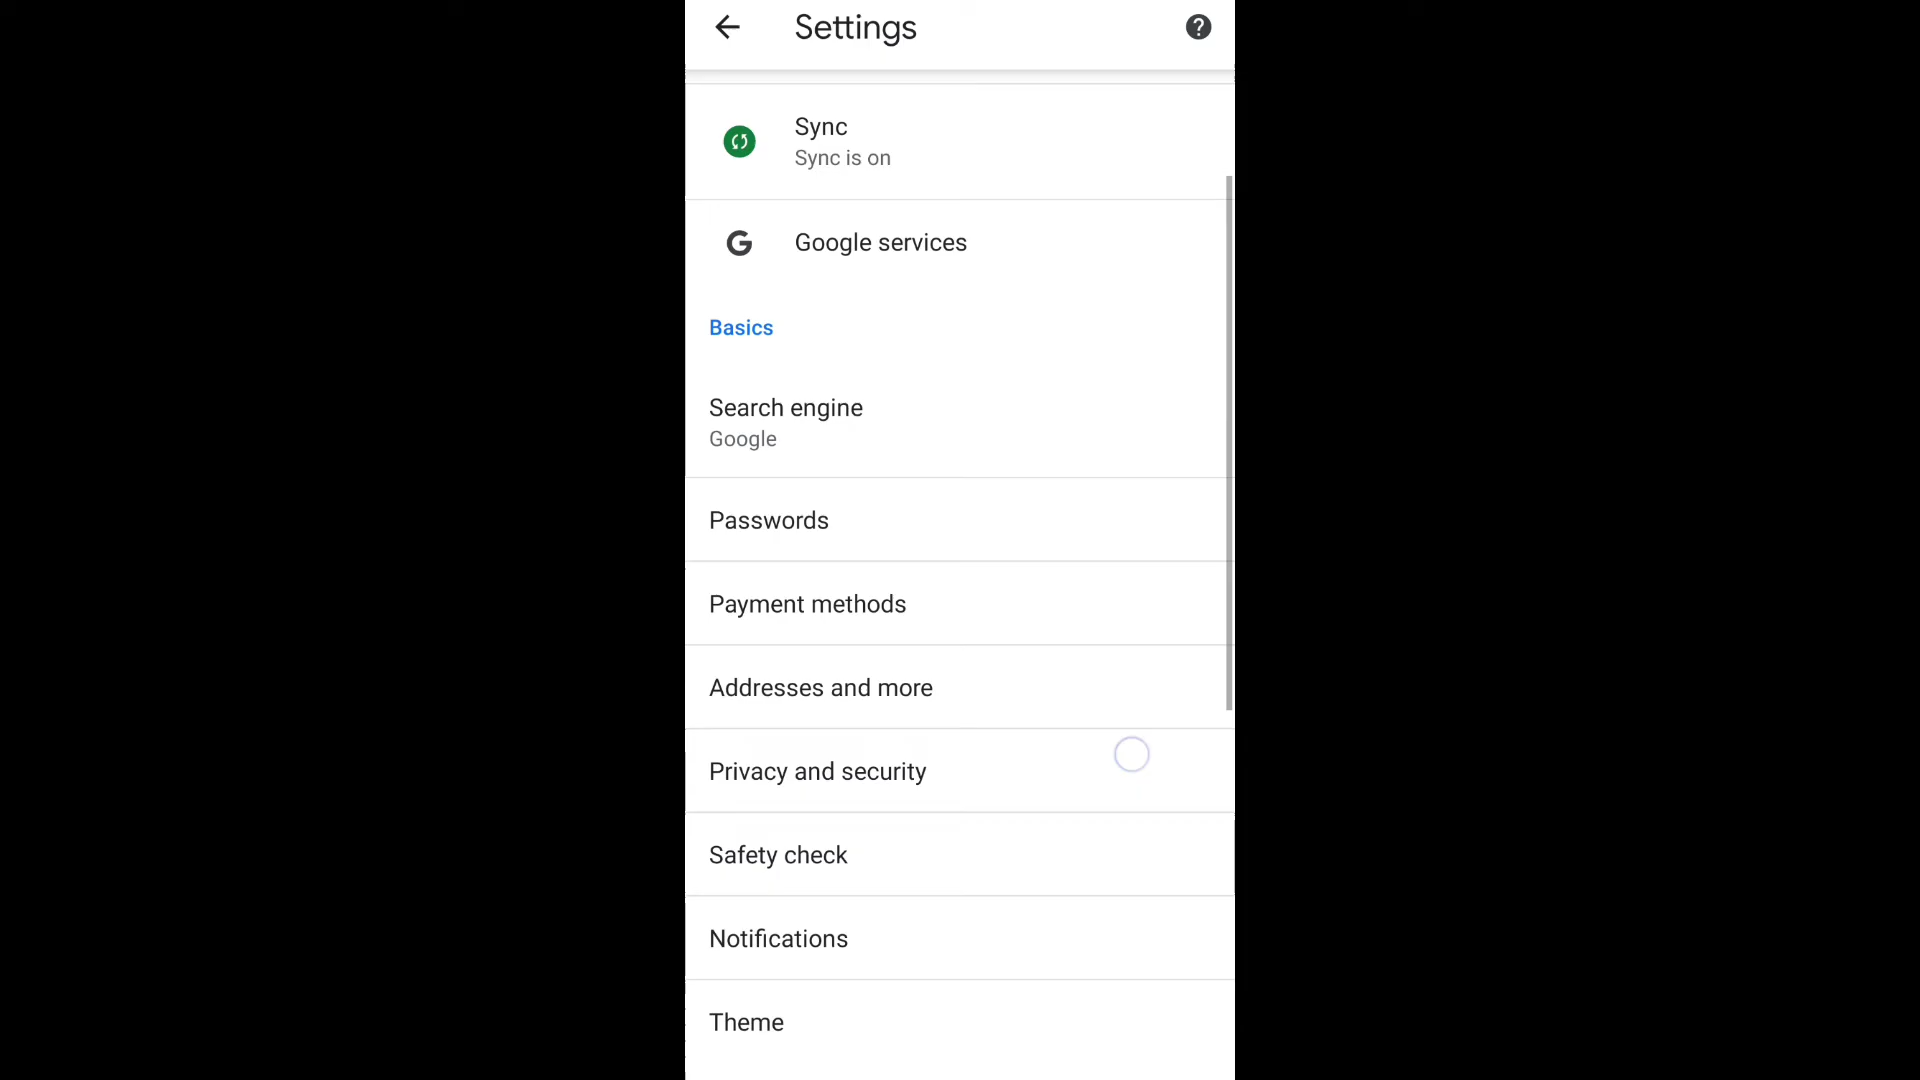 Settings
Sync
Sync is on
Google services
Basics
Search engine
Google
Passwords
Payment methods
Addresses and more
Privacy and security
Safety check
Notifications
Theme